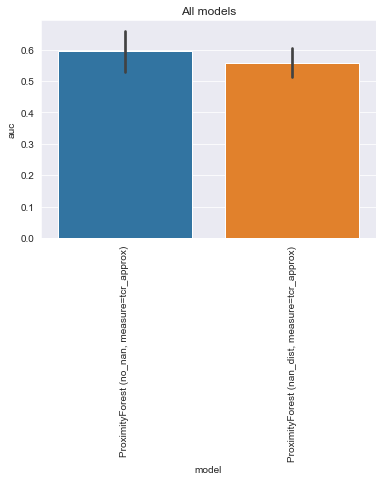 All models
auc
0.6
0.5
0.4
0.3
0.2
0.1
0.0
ProximityForest (no_nan, measure=tcr_approx)
ProximityForest (nan_dist, measure=tcr_approx)
model